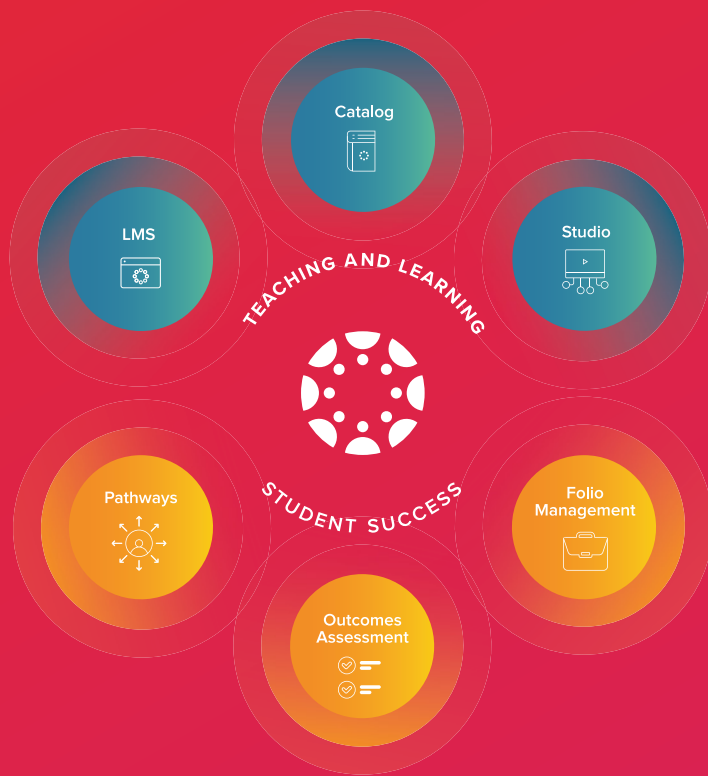 Catalog
LMS
Studio
TEACHING AND LEARNING
STUDENT SUCCESS
Pathways
Folio
Management
Outcomes
Assessment